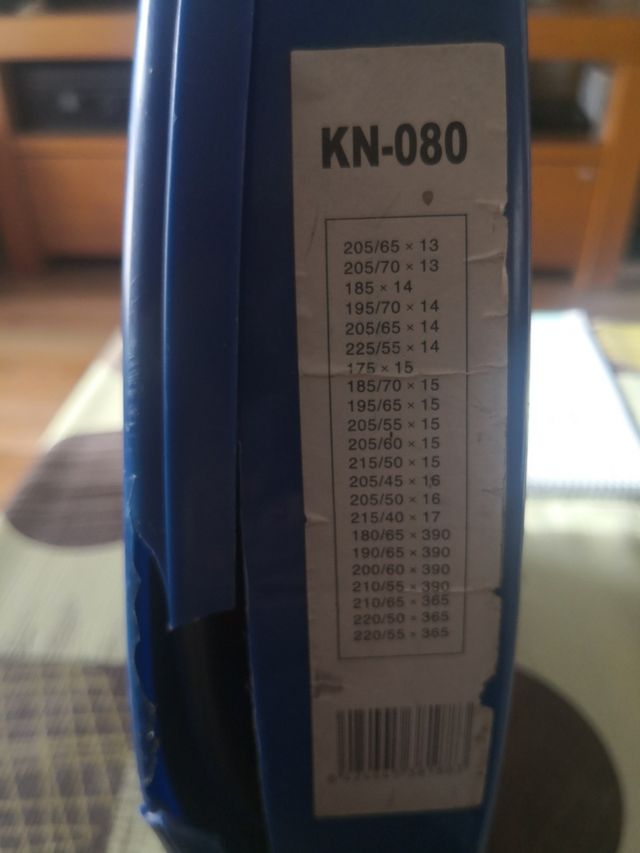 KN-080
205/65 × 13
205/70 × 13
185 × 14
195/70 × 14
205/65 × 14
225/55 × 14
175 × 15
185/70 × 15
195/65 × 15
205/55 × 15
205/60 × 15
215/50 × 15
205/45 × 16
205/50 × 16
215/40 × 17
180/65 × 390
190/65 × 390
200/60 × 390
210/55 × 390
210/65 × 365
220/50 × 365
220/55 × 365